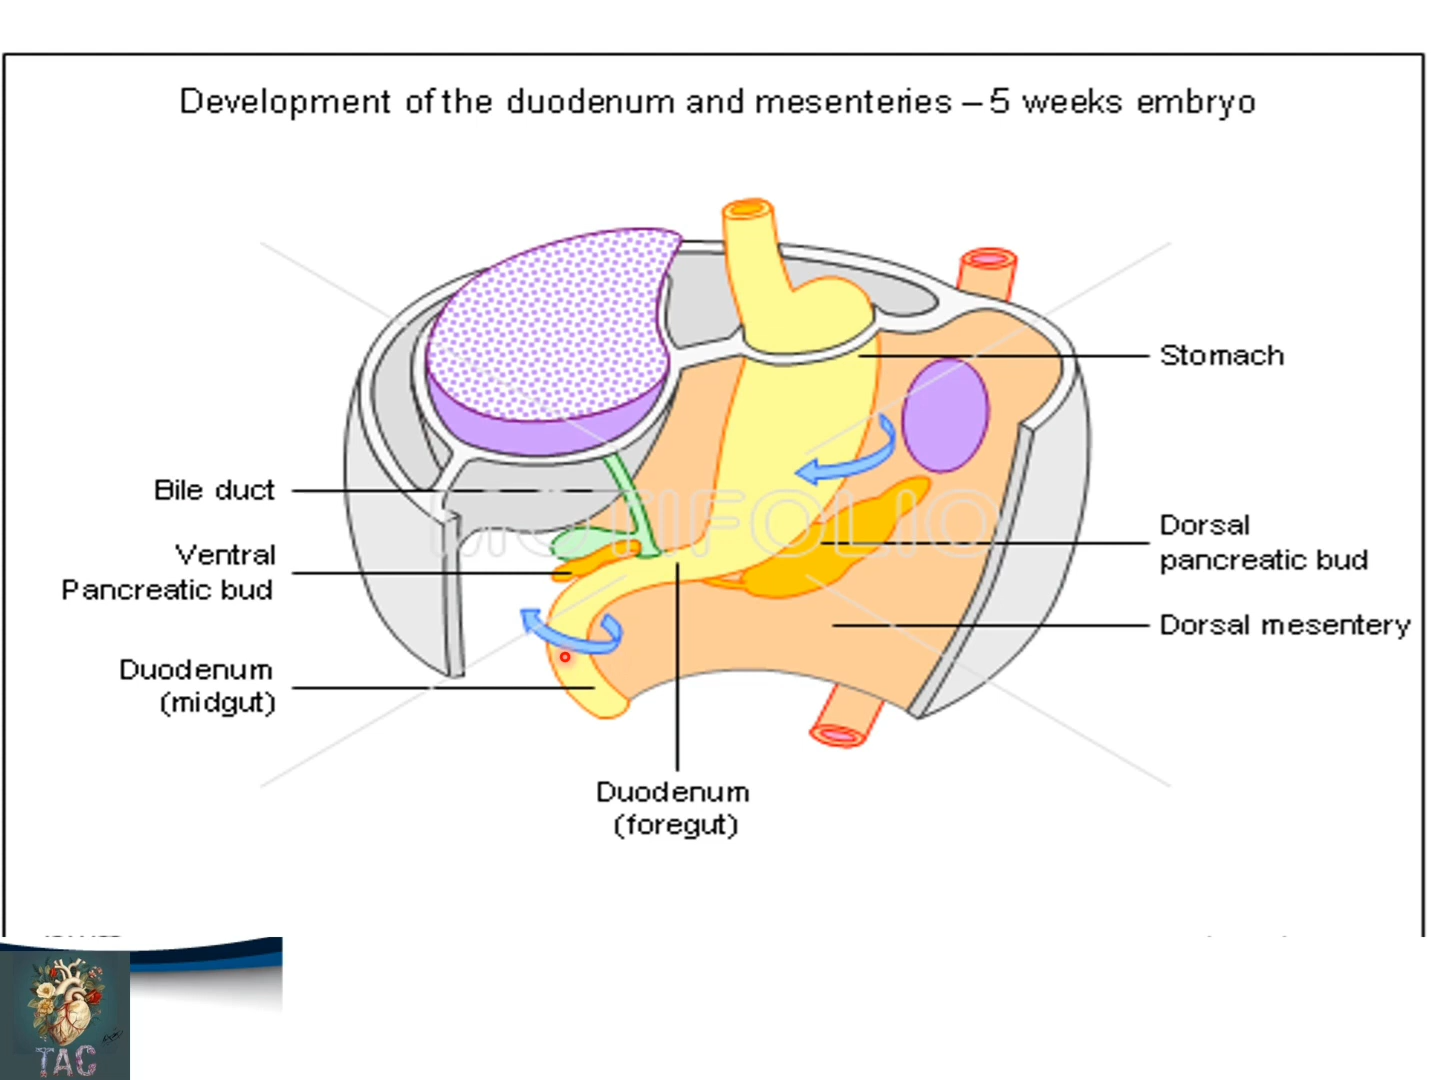 Development of the duodenum and mesenteries – 5 weeks embryo
Stomach
Bile duct
MOTIFOLIO
Dorsal
pancreatic bud
Ventral
Pancreatic bud
Dorsal mesentery
Duodenum
(midgut)
Duodenum
(foregut)
TAC